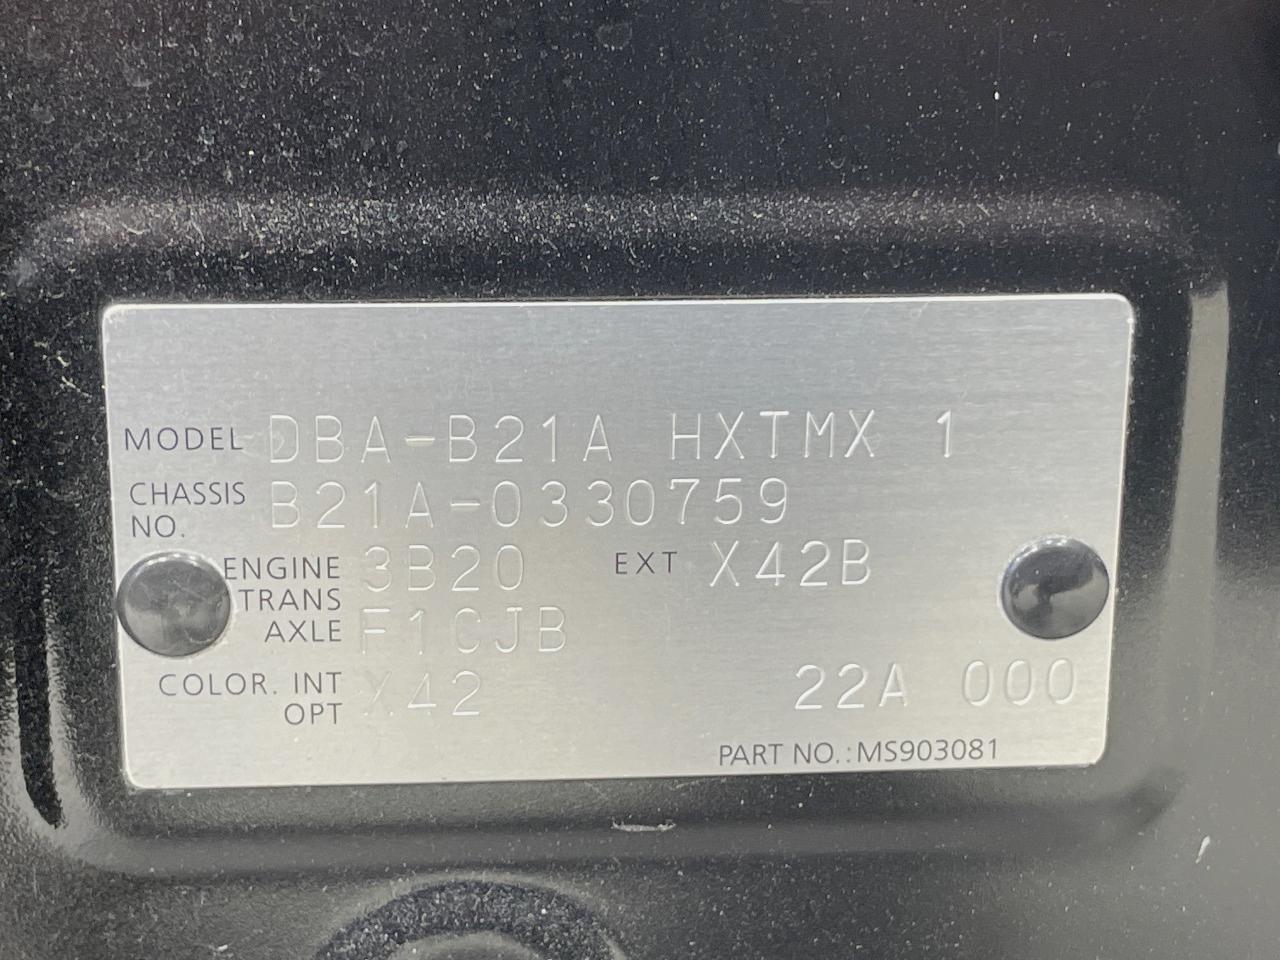 MODEL DBA-B21A HXTMX 1
CHASSIS NO. B21A-0330759
ENGINE 3B20 EXT X42B
TRANS AXLE F1CJB
COLOR. INT OPT X42 22A 000
PART NO.:MS903081